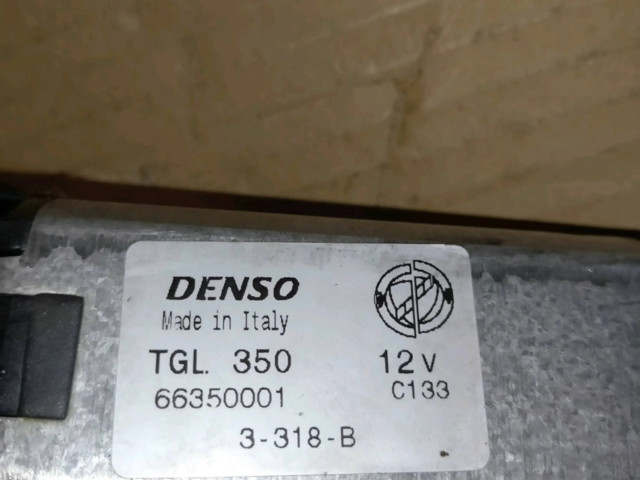 DENSO
Made in Italy
TGL. 350 12V
66350001 C133
3-318-B